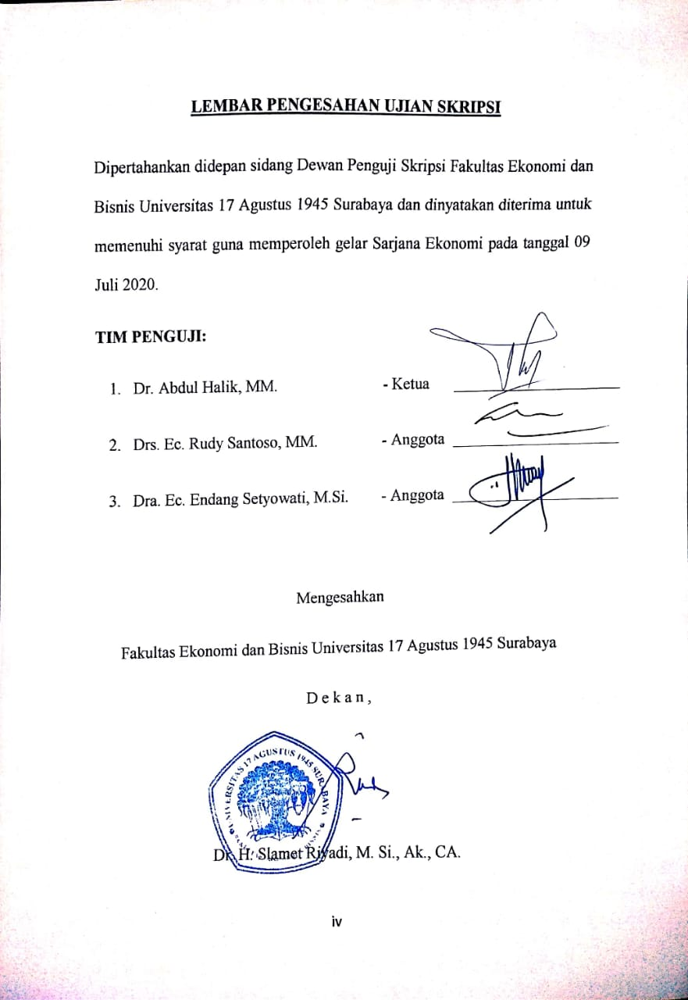 LEMBAR PENGESAHAN UJIAN SKRIPSI
Dipertahankan didepan sidang Dewan Penguji Skripsi Fakultas Ekonomi dan
Bisnis Universitas 17 Agustus 1945 Surabaya dan dinyatakan diterima untuk
memenuhi syarat guna memperoleh gelar Sarjana Ekonomi pada tanggal 09
Juli 2020.
TIM PENGUJI:
1. Dr. Abdul Halik, MM. - Ketua
2. Drs. Ec. Rudy Santoso, MM. - Anggota
3. Dra. Ec. Endang Setyowati, M.Si. - Anggota
Mengesahkan
Fakultas Ekonomi dan Bisnis Universitas 17 Agustus 1945 Surabaya
D e k a n ,
UNIVERSITAS 17 AGUSTUS 1945 SURABAYA
Dr. H. Slamet Riyadi, M. Si., Ak., CA.
iv